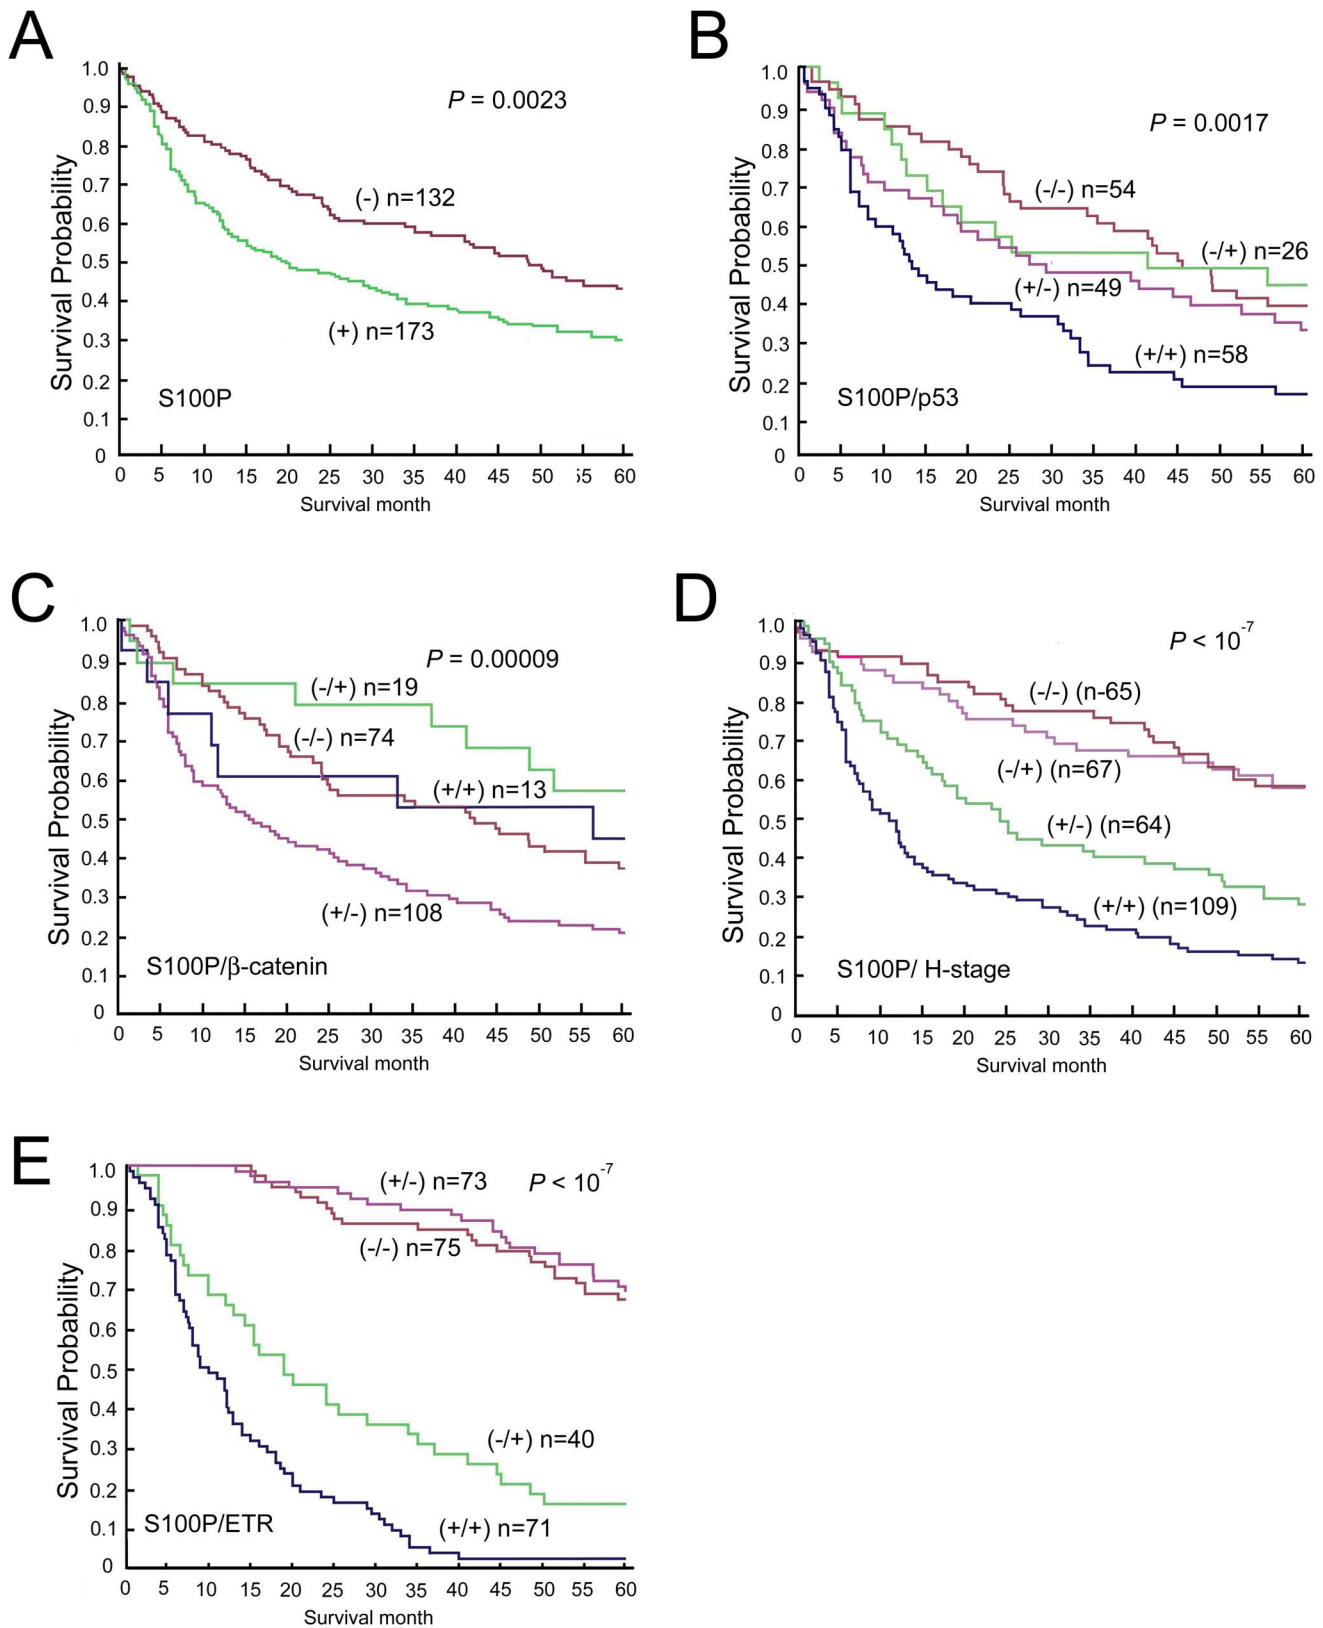 A
Survival Probability
1.0
0.9
0.8
0.7
0.6
0.5
0.4
0.3
0.2
0.1
0
P = 0.0023
(-) n=132
(+) n=173
S100P
0 5 10 15 20 25 30 35 40 45 50 55 60
Survival month
B
Survival Probability
1.0
0.9
0.8
0.7
0.6
0.5
0.4
0.3
0.2
0.1
0
P = 0.0017
(-/-) n=54
(-/+) n=26
(+/-) n=49
(+/+) n=58
S100P/p53
0 5 10 15 20 25 30 35 40 45 50 55 60
Survival month
C
Survival Probability
1.0
0.9
0.8
0.7
0.6
0.5
0.4
0.3
0.2
0.1
0
P = 0.00009
(-/+) n=19
(-/-) n=74
(+/+) n=13
(+/-) n=108
S100P/β-catenin
0 5 10 15 20 25 30 35 40 45 50 55 60
Survival month
D
Survival Probability
1.0
0.9
0.8
0.7
0.6
0.5
0.4
0.3
0.2
0.1
0
P < 10-7
(-/-) (n-65)
(-/+) (n=67)
(+/-) (n=64)
(+/+) (n=109)
S100P/ H-stage
0 5 10 15 20 25 30 35 40 45 50 55 60
Survival month
E
Survival Probability
1.0
0.9
0.8
0.7
0.6
0.5
0.4
0.3
0.2
0.1
0
P < 10-7
(+/-) n=73
(-/-) n=75
(-/+) n=40
(+/+) n=71
S100P/ETR
0 5 10 15 20 25 30 35 40 45 50 55 60
Survival month